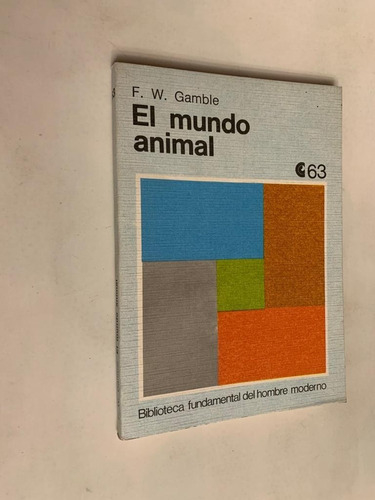 F. W. Gamble
El mundo
animal
63
Biblioteca fundamental del hombre moderno